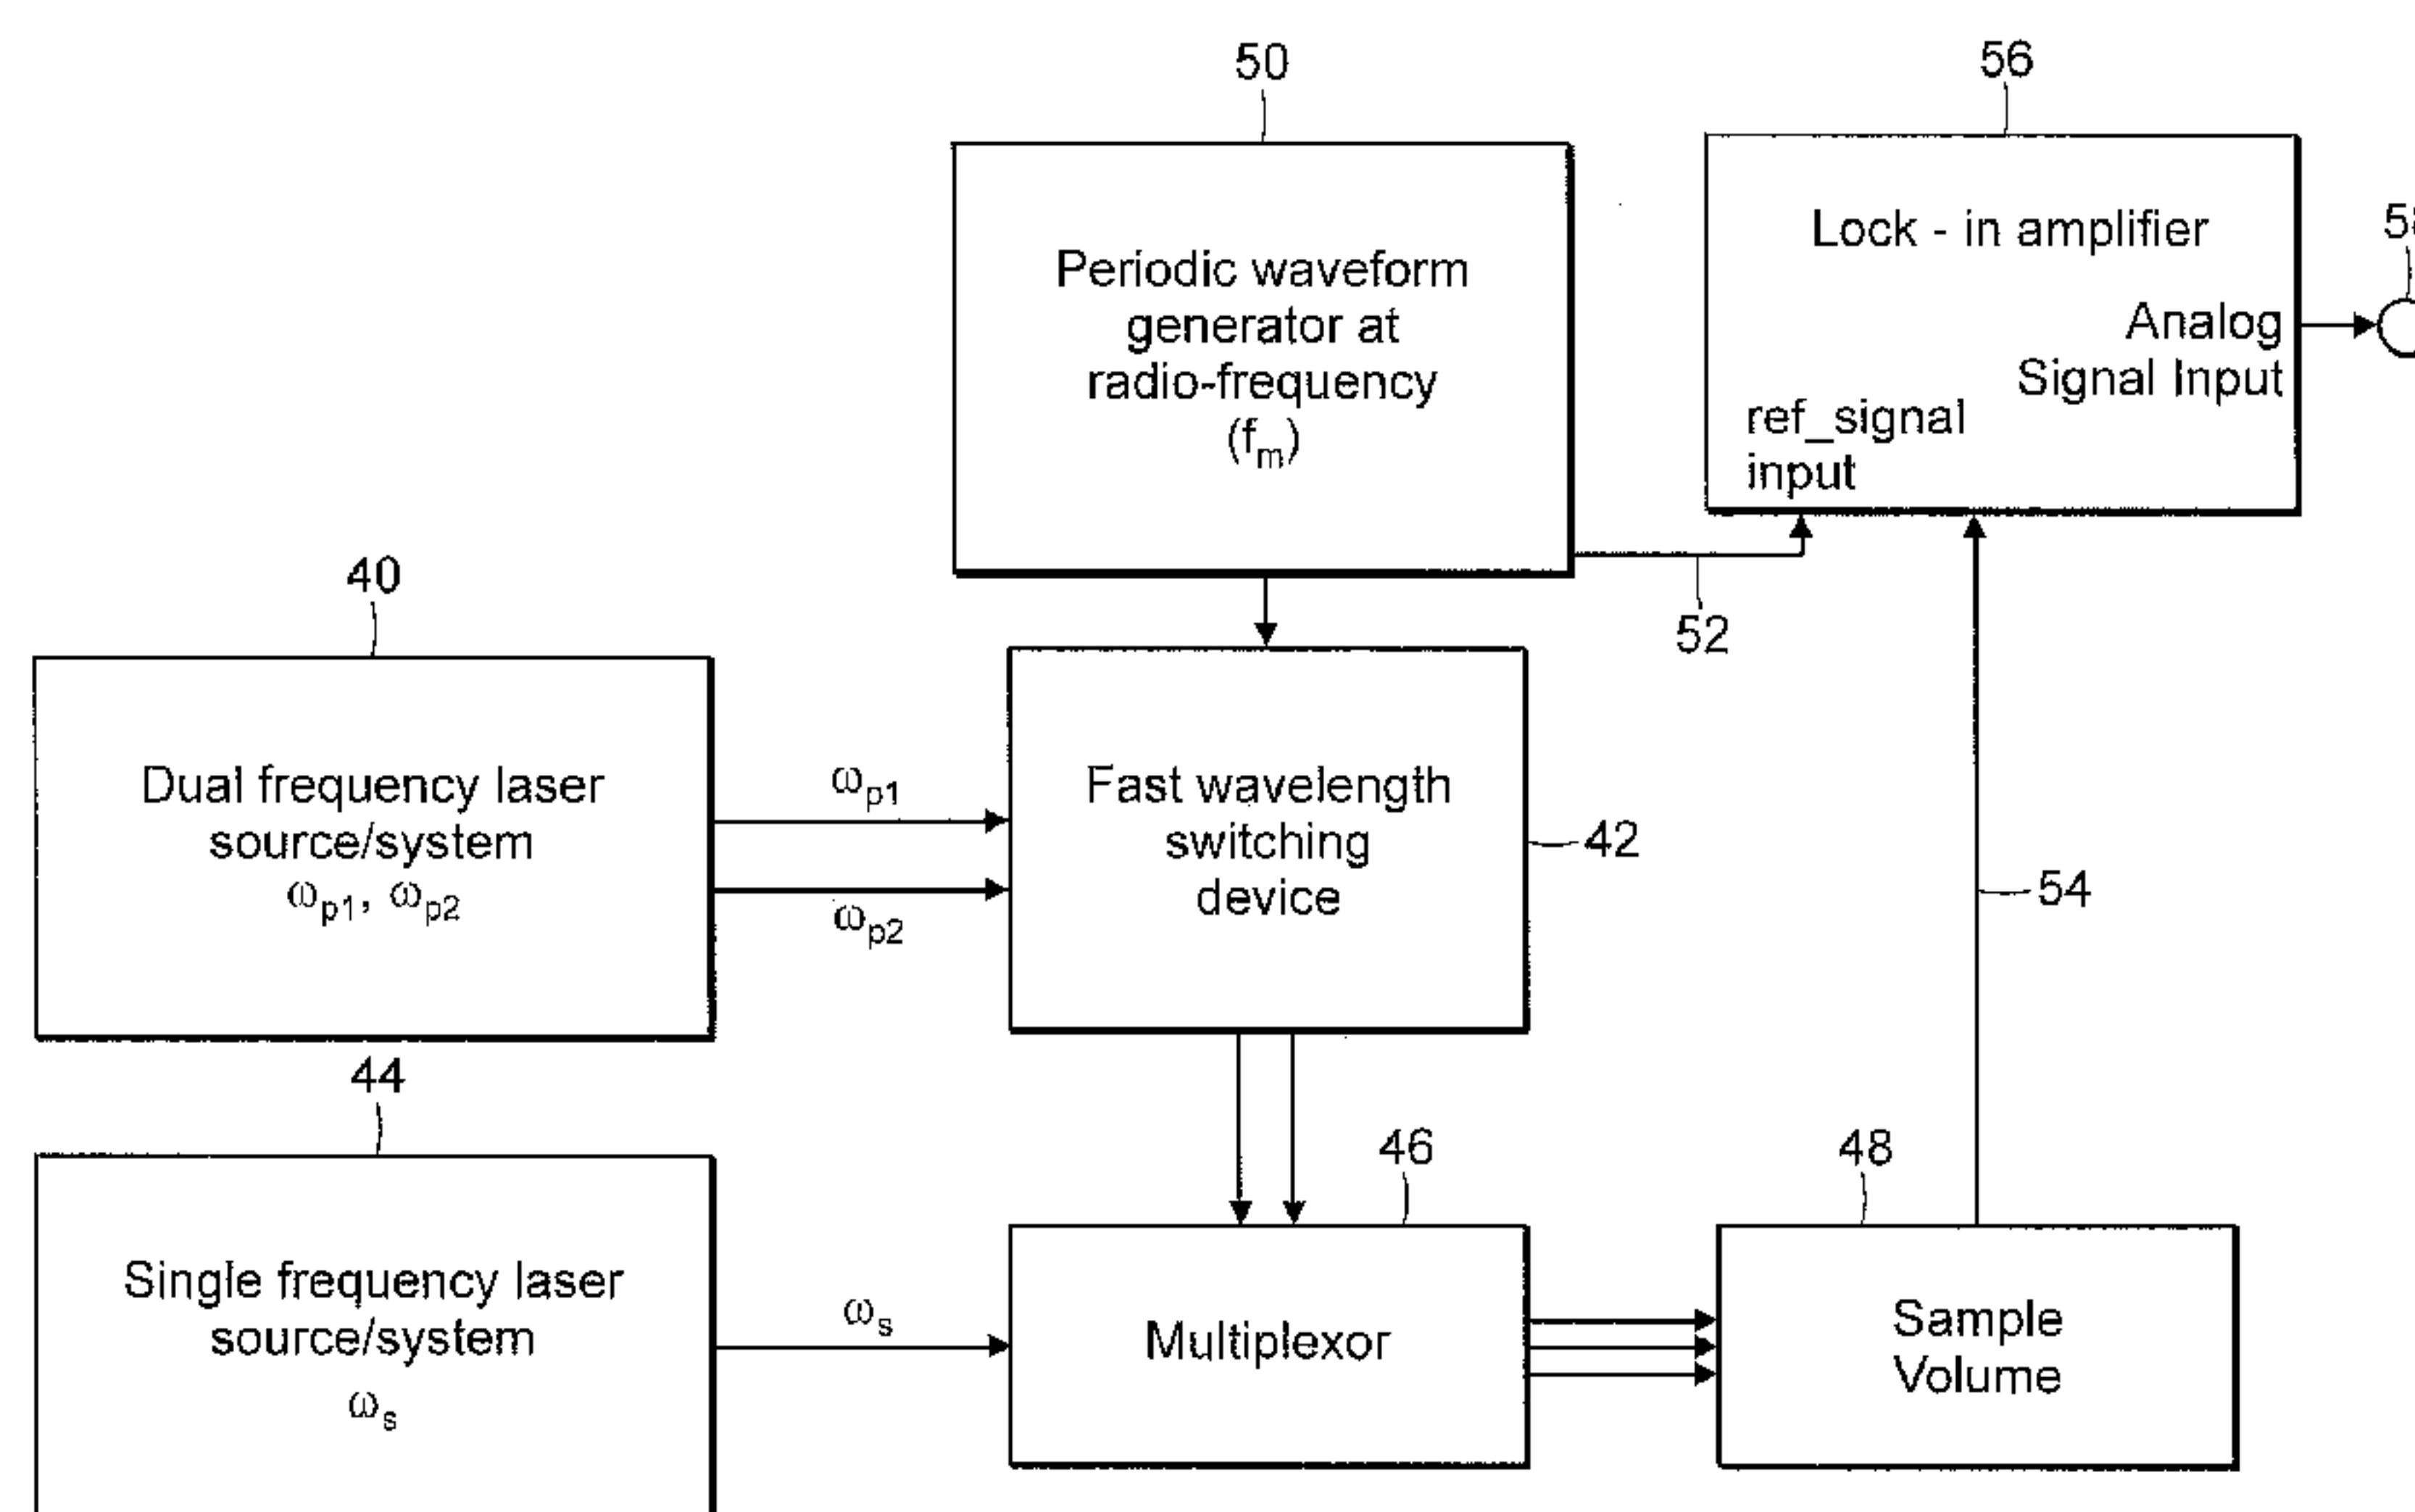 50
56
Periodic waveform
generator at
radio-frequency
(fm)
Lock - in amplifier
Analog
Signal Input
ref_signal
input
52
40
Dual frequency laser
source/system
ωp1, ωp2
ωp1
ωp2
Fast wavelength
switching
device
42
54
44
Single frequency laser
source/system
ωs
ωs
46
Multiplexor
48
Sample
Volume